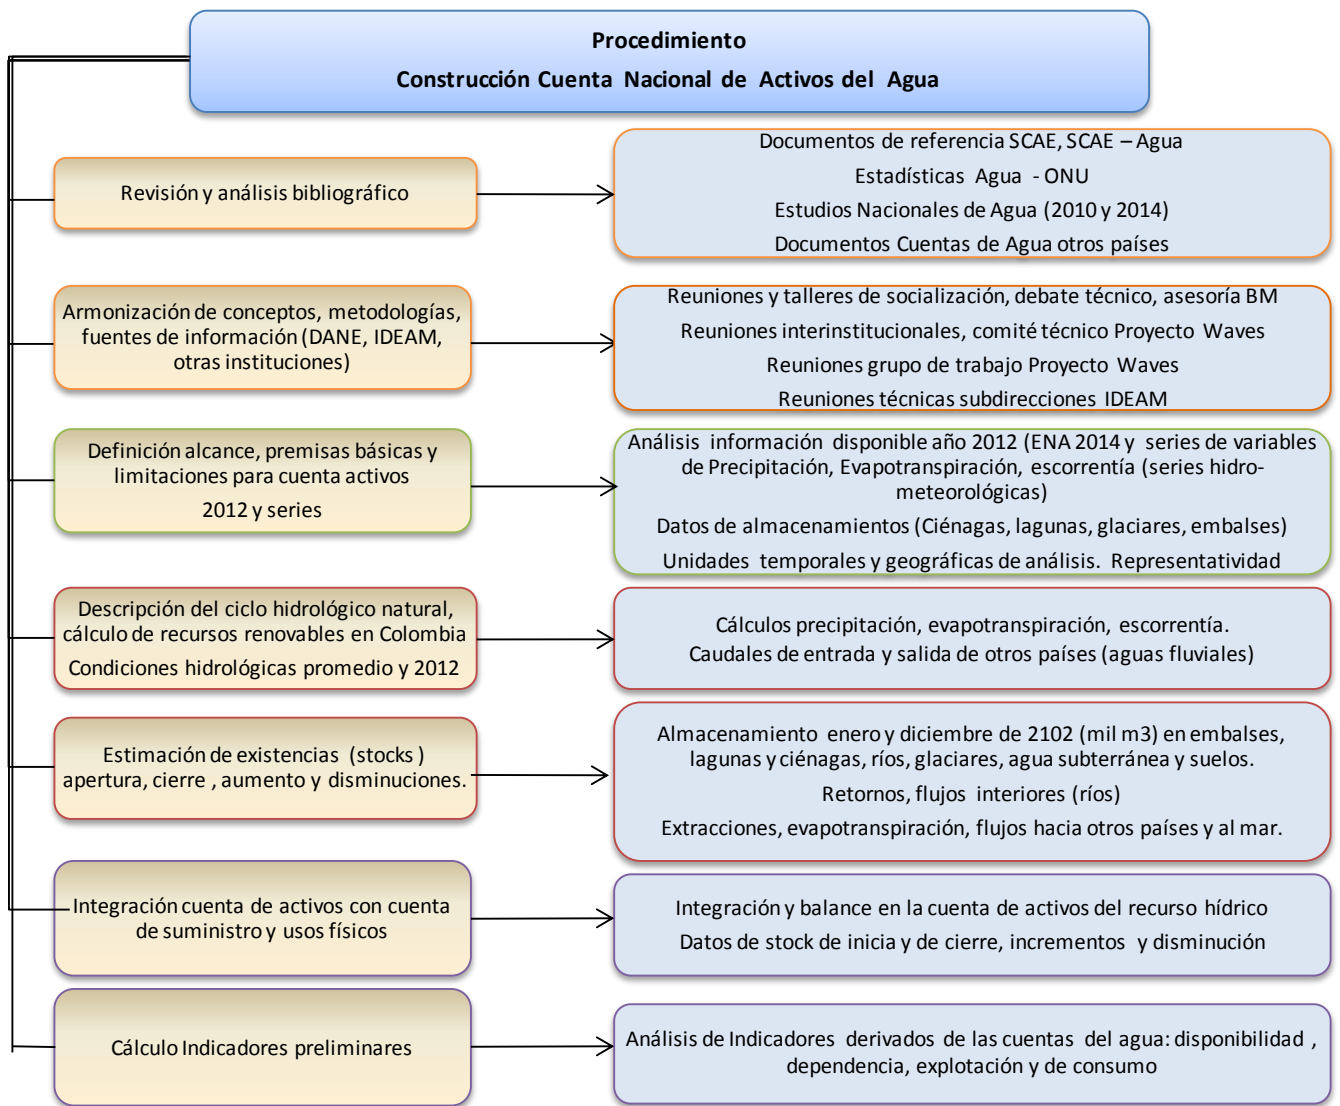 Procedimiento
Construcción Cuenta Nacional de Activos del Agua
Revisión y análisis bibliográfico
Documentos de referencia SCAE, SCAE – Agua
Estadísticas Agua - ONU
Estudios Nacionales de Agua (2010 y 2014)
Documentos Cuentas de Agua otros países
Armonización de conceptos, metodologías,
fuentes de información (DANE, IDEAM,
otras instituciones)
Reuniones y talleres de socialización, debate técnico, asesoría BM
Reuniones interinstitucionales, comité técnico Proyecto Waves
Reuniones grupo de trabajo Proyecto Waves
Reuniones técnicas subdirecciones IDEAM
Definición alcance, premisas básicas y
limitaciones para cuenta activos
2012 y series
Análisis información disponible año 2012 (ENA 2014 y series de variables
de Precipitación, Evapotranspiración, escorrentía (series hidro-
meteorológicas)
Datos de almacenamientos (Ciénagas, lagunas, glaciares, embalses)
Unidades temporales y geográficas de análisis. Representatividad
Descripción del ciclo hidrológico natural,
cálculo de recursos renovables en Colombia
Condiciones hidrológicas promedio y 2012
Cálculos precipitación, evapotranspiración, escorrentía.
Caudales de entrada y salida de otros países (aguas fluviales)
Estimación de existencias (stocks )
apertura, cierre , aumento y disminuciones.
Almacenamiento enero y diciembre de 2102 (mil m3) en embalses,
lagunas y ciénagas, ríos, glaciares, agua subterránea y suelos.
Retornos, flujos interiores (ríos)
Extracciones, evapotranspiración, flujos hacia otros países y al mar.
Integración cuenta de activos con cuenta
de suministro y usos físicos
Integración y balance en la cuenta de activos del recurso hídrico
Datos de stock de inicia y de cierre, incrementos y disminución
Cálculo Indicadores preliminares
Análisis de Indicadores derivados de las cuentas del agua: disponibilidad ,
dependencia, explotación y de consumo